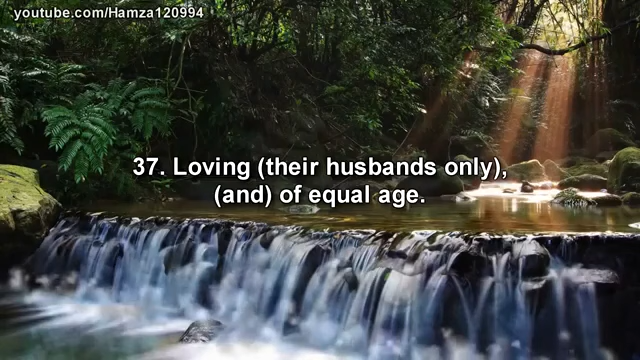 youtube.com/Hamza120994
37. Loving (their husbands only),
(and) of equal age.